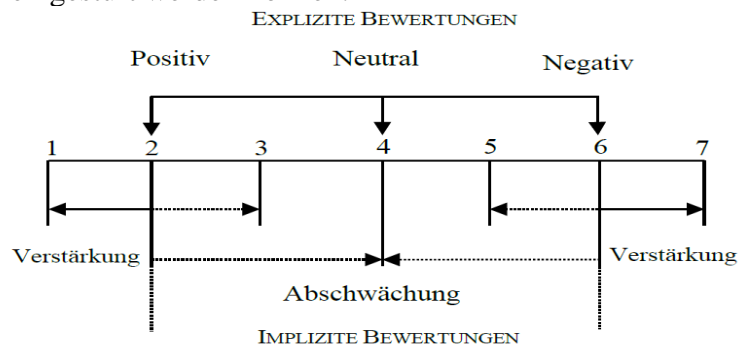 EXPLIZITE BEWERTUNGEN
Positiv Neutral Negativ
1 2 3 4 5 6 7
Verstärkung Verstärkung
Abschwächung
IMPLIZITE BEWERTUNGEN